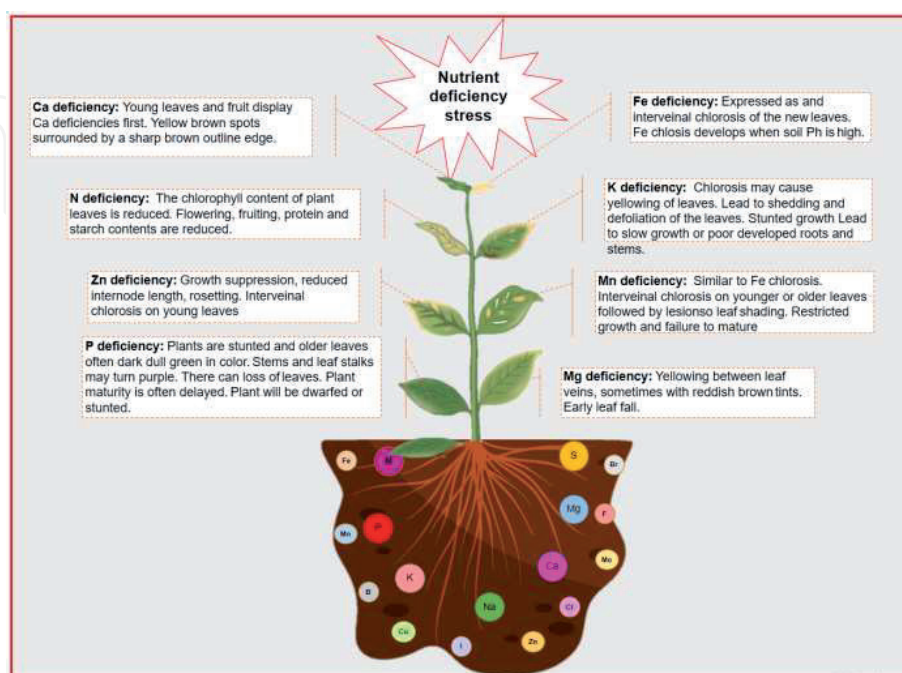 Nutrient
deficiency
stress
Ca deficiency: Young leaves and fruit display
Ca deficiencies first. Yellow brown spots
surrounded by a sharp brown outline edge.
Fe deficiency: Expressed as and
interveinal chlorosis of the new leaves.
Fe chlosis develops when soil Ph is high.
N deficiency: The chlorophyll content of plant
leaves is reduced. Flowering, fruiting, protein and
starch contents are reduced.
K deficiency: Chlorosis may cause
yellowing of leaves. Lead to shedding and
defoliation of the leaves. Stunted growth Lead
to slow growth or poor developed roots and
stems.
Zn deficiency: Growth suppression, reduced
internode length, rosetting. Interveinal
chlorosis on young leaves
Mn deficiency: Similar to Fe chlorosis.
Interveinal chlorosis on younger or older leaves
followed by lesionso leaf shading. Restricted
growth and failure to mature
P deficiency: Plants are stunted and older leaves
often dark dull green in color. Stems and leaf stalks
may turn purple. There can loss of leaves. Plant
maturity is often delayed. Plant will be dwarfed or
stunted.
Mg deficiency: Yellowing between leaf
veins, sometimes with reddish brown tints.
Early leaf fall.
Fe
S
Br
Mg
F
Mn
P
Ca
Mo
K
B
Na
Cl
Cu
I
Zn